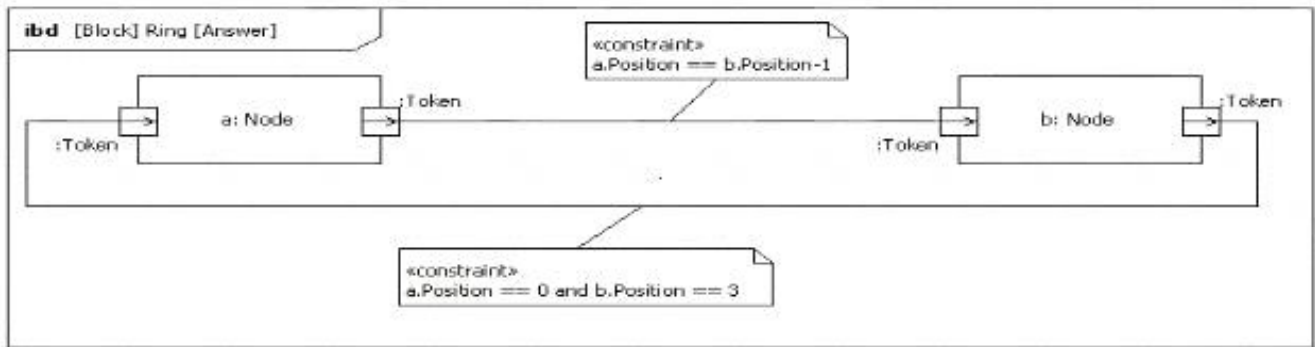 ibd [Block] Ring [Answer]
«constraint»
a.Position == b.Position-1
:Token
:Token
a: Node
b: Node
:Token
:Token
«constraint»
a.Position == 0 and b.Position == 3